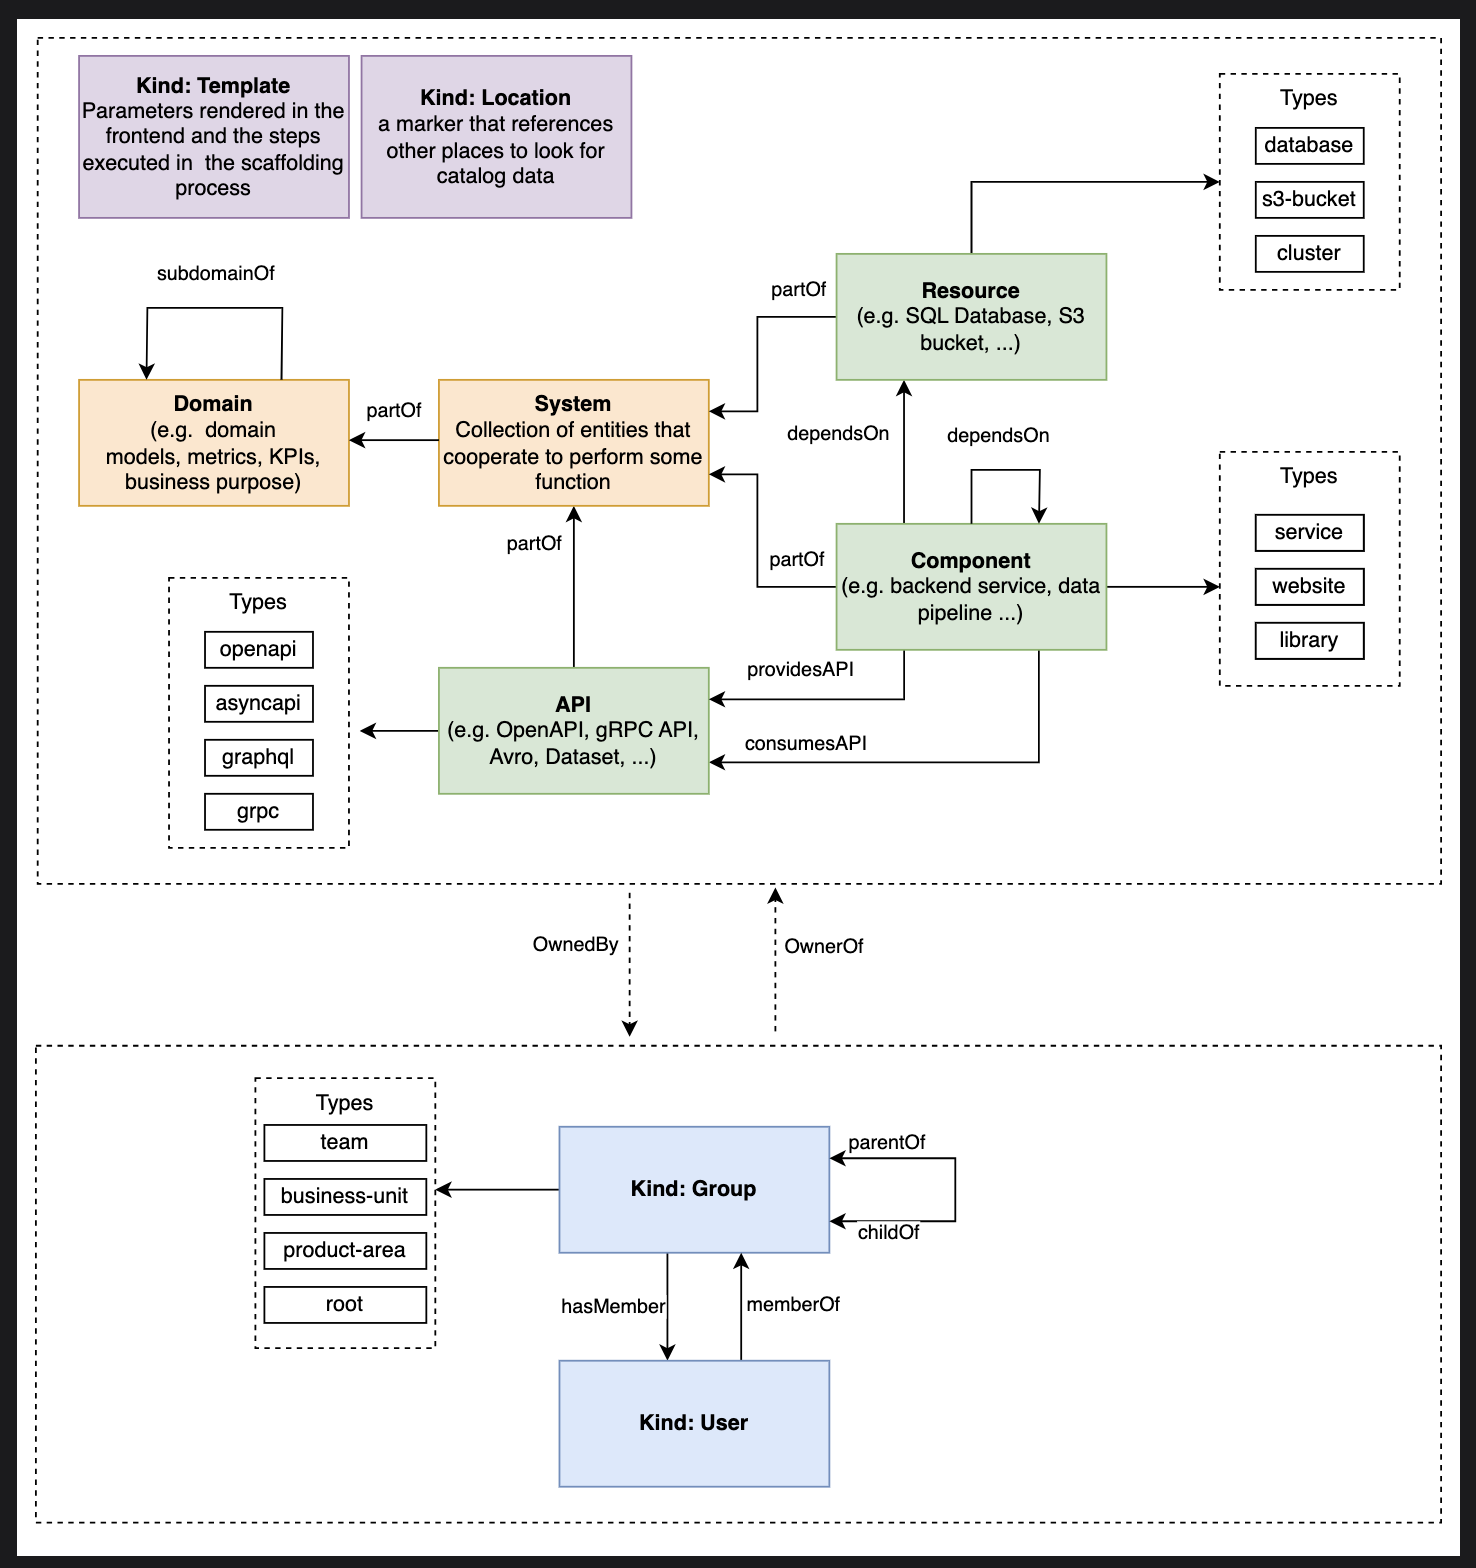 Kind: Template
Parameters rendered in the
frontend and the steps
executed in  the scaffolding
process
Kind: Location
a marker that references
other places to look for
catalog data
Types
database
s3-bucket
cluster
subdomainOf
partOf
Resource
(e.g. SQL Database, S3
bucket, ...)
Domain
(e.g.  domain
models, metrics, KPIs,
business purpose)
partOf
System
Collection of entities that
cooperate to perform some
function
dependsOn
dependsOn
partOf
partOf
Component
(e.g. backend service, data
pipeline ...)
Types
service
website
library
Types
openapi
asyncapi
graphql
grpc
API
(e.g. OpenAPI, gRPC API,
Avro, Dataset, ...)
providesAPI
consumesAPI
OwnedBy
OwnerOf
Types
team
business-unit
product-area
root
Kind: Group
parentOf
childOf
hasMember
memberOf
Kind: User